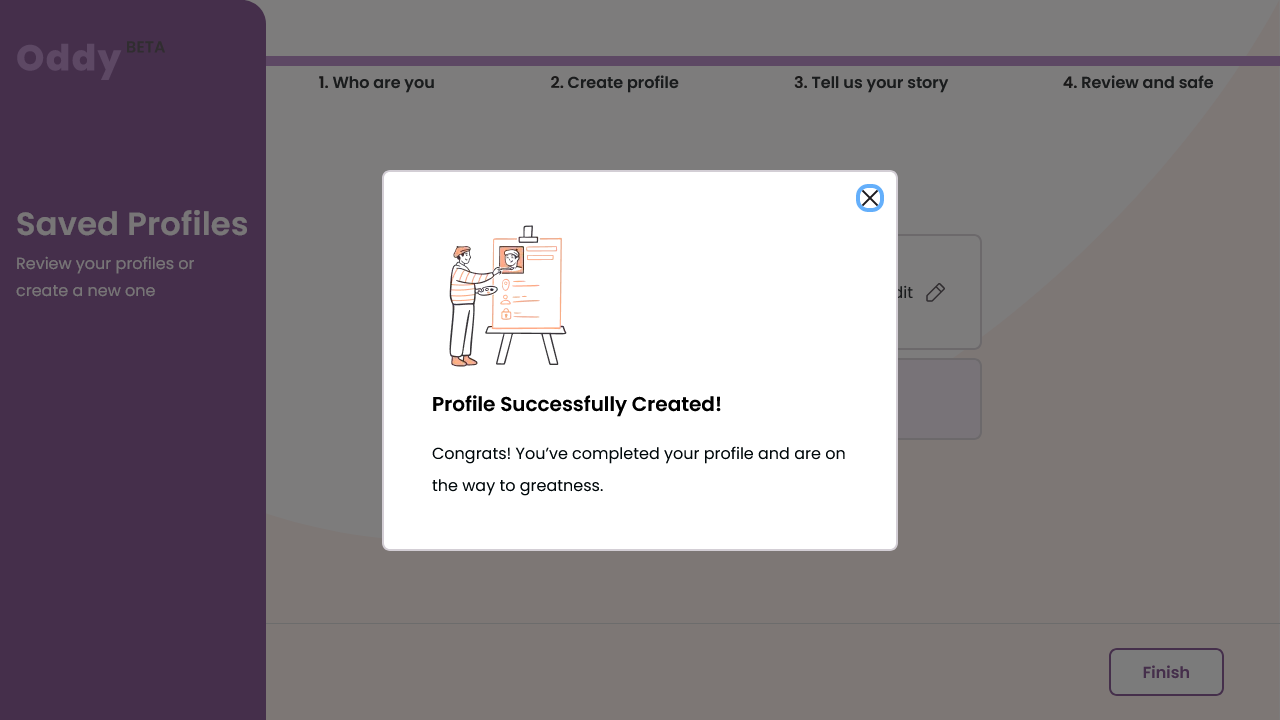 Oddy BETA
1. Who are you
2. Create profile
3. Tell us your story
4. Review and safe
Saved Profiles
Review your profiles or
create a new one
dit
Profile Successfully Created!
Congrats! You’ve completed your profile and are on
the way to greatness.
Finish